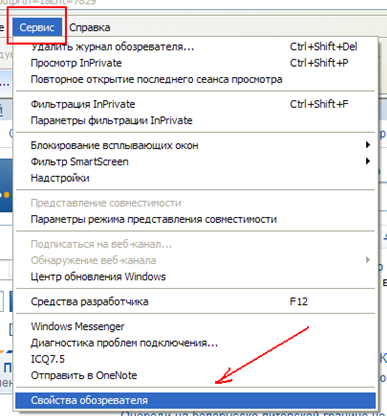 Сервис Справка
Удалить журнал обозревателя... Ctrl+Shift+Del
Просмотр InPrivate Ctrl+Shift+P
Повторное открытие последнего сеанса просмотра
Фильтрация InPrivate Ctrl+Shift+F
Параметры фильтрации InPrivate
Блокирование всплывающих окон
Фильтр SmartScreen
Надстройки
Представление совместимости
Параметры режима представления совместимости
Подписаться на веб-канал...
Обнаружение веб-канала
Центр обновления Windows
Средства разработчика F12
Windows Messenger
Диагностика проблем подключения...
ICQ7.5
Отправить в OneNote
Свойства обозревателя